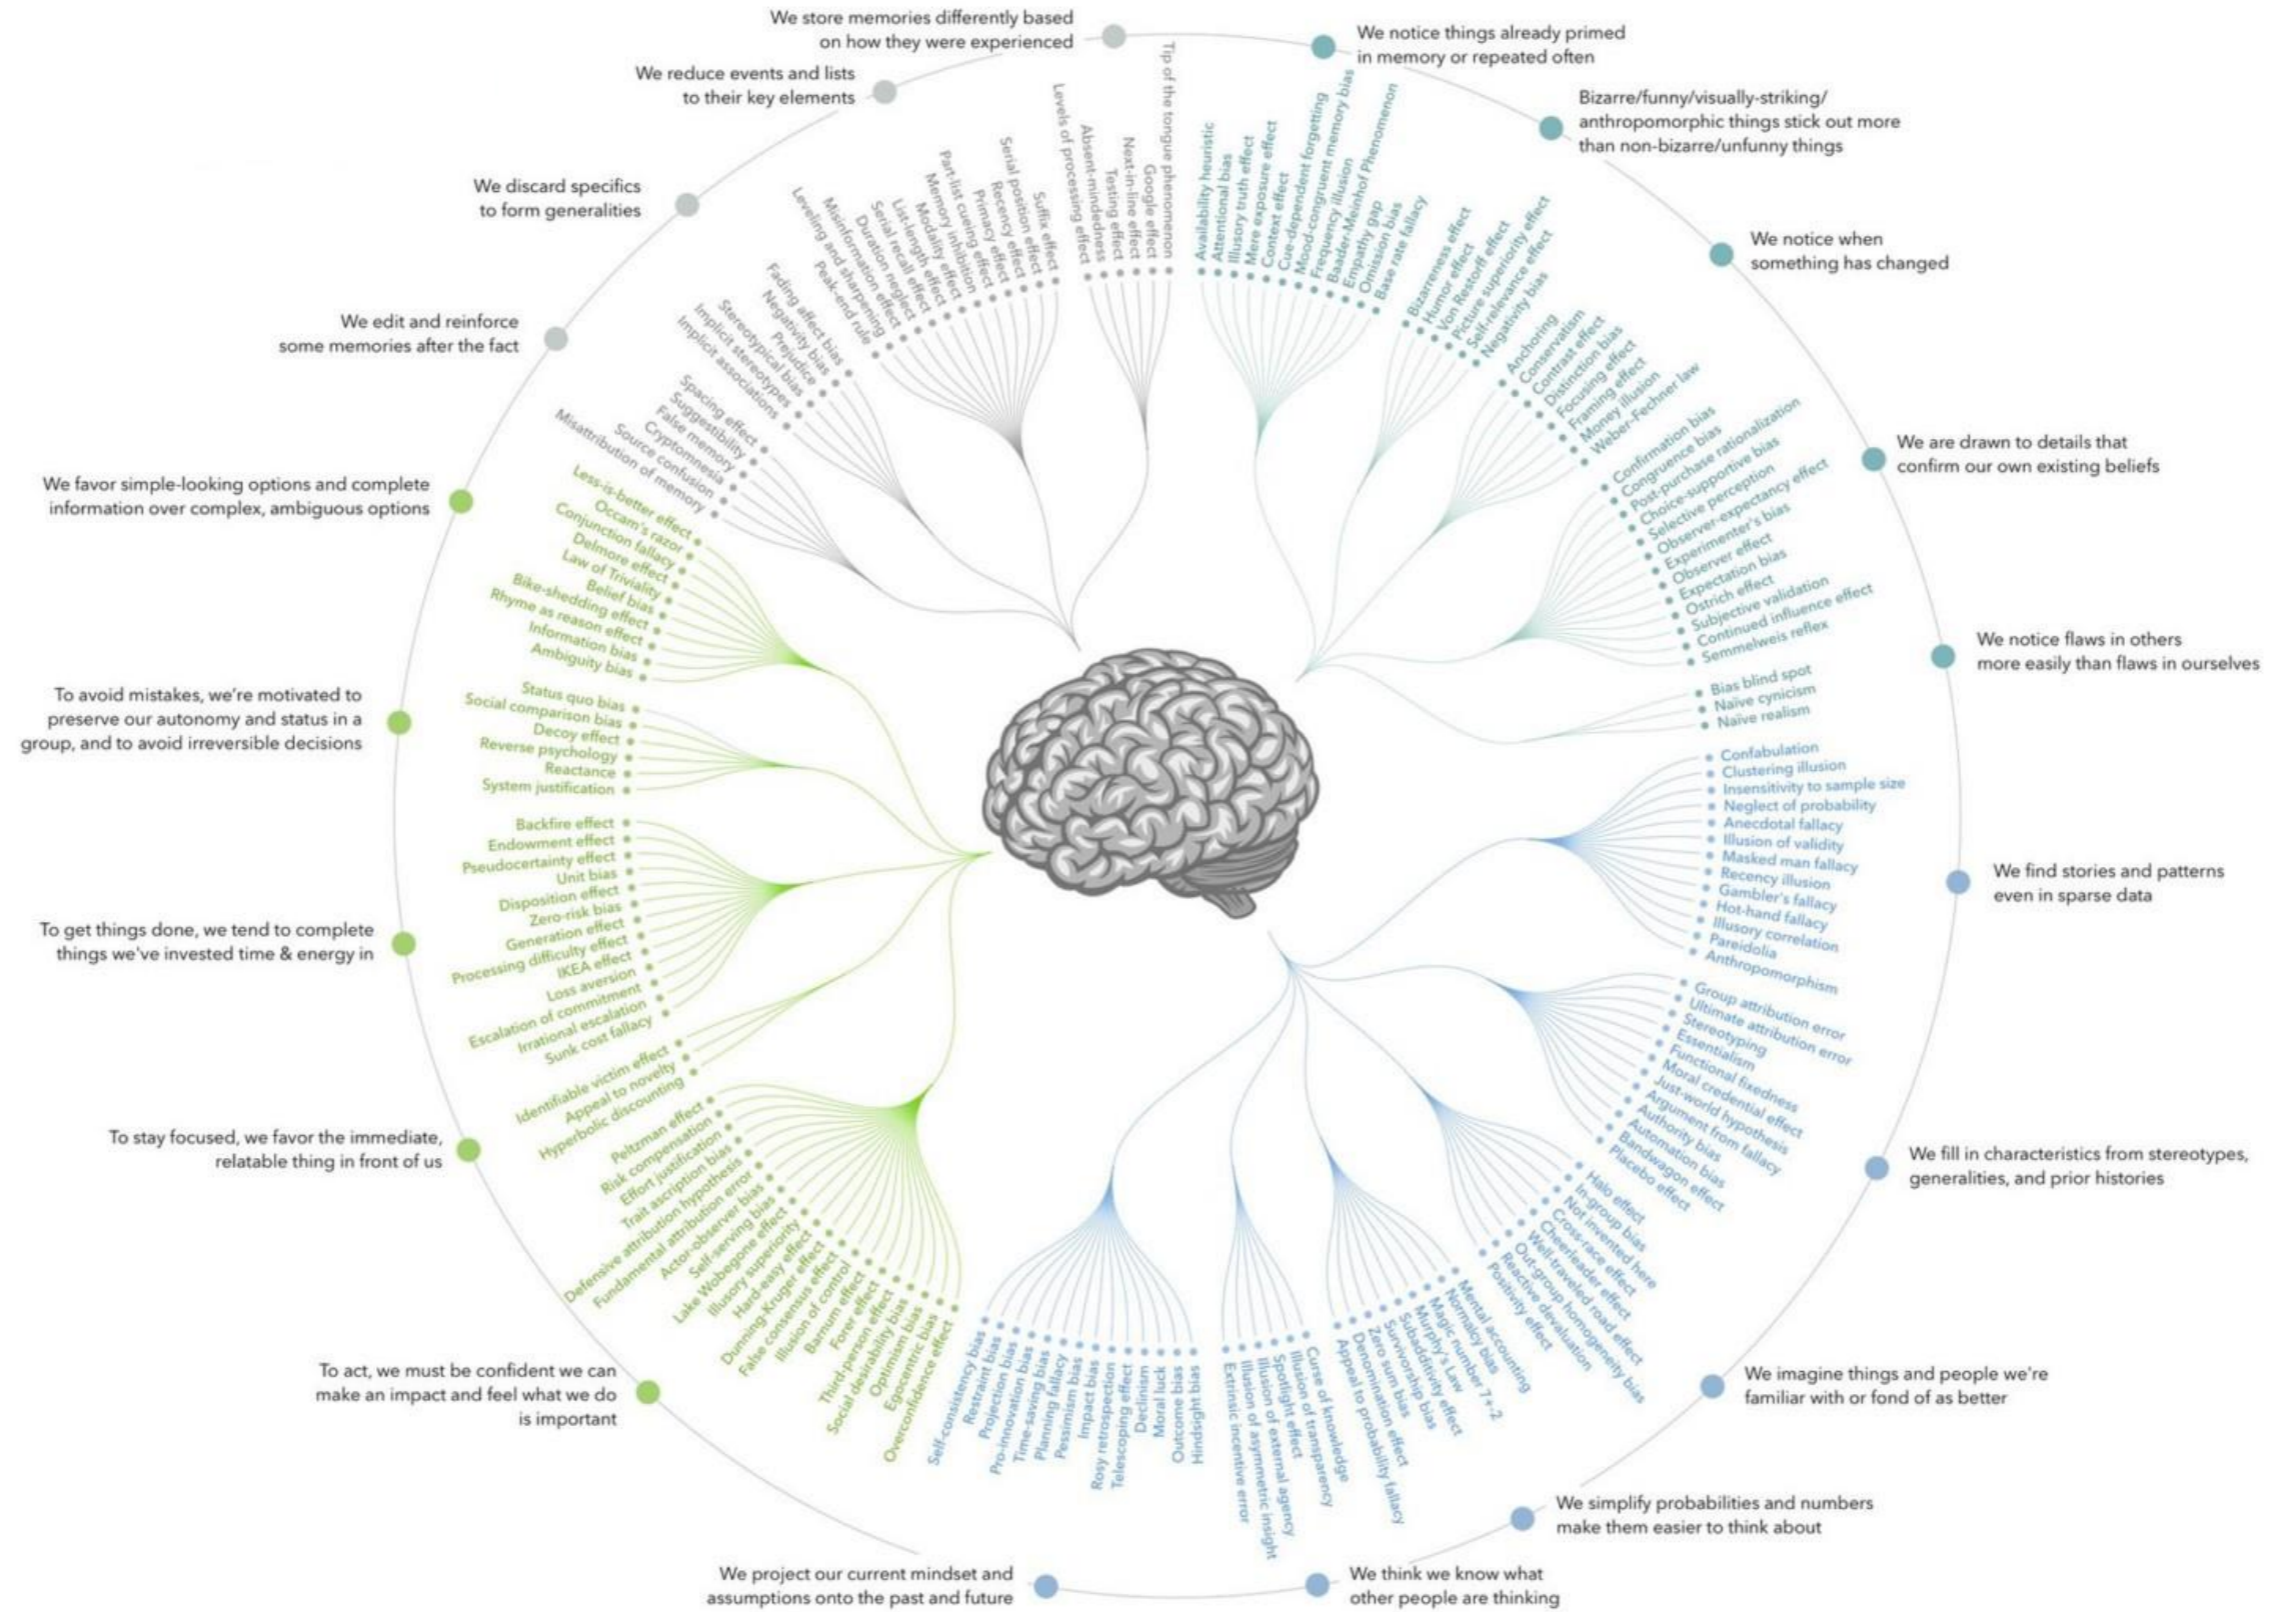 We store memories differently based
on how they were experienced
We reduce events and lists
to their key elements
We discard specifics
to form generalities
We edit and reinforce
some memories after the fact
We favor simple-looking options and complete
information over complex, ambiguous options
To avoid mistakes, we're motivated to
preserve our autonomy and status in a
group, and to avoid irreversible decisions
To get things done, we tend to complete
things we've invested time & energy in
To stay focused, we favor the immediate,
relatable thing in front of us
To act, we must be confident we can
make an impact and feel what we do
is important
We project our current mindset and
assumptions onto the past and future
We think we know what
other people are thinking
We simplify probabilities and numbers
make them easier to think about
We imagine things and people we're
familiar with or fond of as better
We fill in characteristics from stereotypes,
generalities, and prior histories
We find stories and patterns
even in sparse data
We notice flaws in others
more easily than flaws in ourselves
We are drawn to details that
confirm our own existing beliefs
We notice when
something has changed
Bizarre/funny/visually-striking/
anthropomorphic things stick out more
than non-bizarre/unfunny things
We notice things already primed
in memory or repeated often
Availability heuristic
Attentional bias
Illusory truth effect
Mere exposure effect
Context effect
Cue-dependent forgetting
Mood-congruent memory bias
Frequency illusion
Baader-Meinhof Phenomenon
Empathy gap
Omission bias
Base rate fallacy
Bizarreness effect
Humor effect
Von Restorff effect
Picture superiority effect
Self-relevance effect
Negativity bias
Anchoring
Conservatism
Contrast effect
Distinction bias
Focusing effect
Framing effect
Money illusion
Weber-Fechner law
Confirmation bias
Congruence bias
Post-purchase rationalization
Choice-supportive bias
Selective perception
Observer-expectancy effect
Experimenter's bias
Observer effect
Expectation bias
Ostrich effect
Subjective validation
Continued influence effect
Semmelweis reflex
Bias blind spot
Naïve cynicism
Naïve realism
Confabulation
Clustering illusion
Insensitivity to sample size
Neglect of probability
Anecdotal fallacy
Illusion of validity
Masked man fallacy
Recency illusion
Gambler's fallacy
Hot-hand fallacy
Illusory correlation
Pareidolia
Anthropomorphism
Group attribution error
Ultimate attribution error
Stereotyping
Essentialism
Functional fixedness
Moral credential effect
Just-world hypothesis
Argument from fallacy
Authority bias
Automation bias
Bandwagon effect
Placebo effect
Halo effect
In-group bias
Not invented here
Cross-race effect
Cheerleader effect
Well-traveled road effect
Out-group homogeneity bias
Reactive devaluation
Positivity effect
Mental accounting
Normalcy bias
Magic number 7+-2
Murphy's Law
Subadditivity effect
Survivorship bias
Zero sum bias
Denomination effect
Appeal to probability fallacy
Curse of knowledge
Illusion of transparency
Spotlight effect
Illusion of external agency
Illusion of asymmetric insight
Extrinsic incentive error
Hindsight bias
Outcome bias
Moral luck
Declinism
Telescoping effect
Rosy retrospection
Impact bias
Pessimism bias
Planning fallacy
Time-saving bias
Pro-innovation bias
Projection bias
Restraint bias
Self-consistency bias
Overconfidence effect
Egocentric bias
Optimism bias
Social desirability bias
Third-person effect
Forer effect
Barnum effect
Illusion of control
False consensus effect
Dunning-Kruger effect
Hard-easy effect
Illusory superiority
Lake Wobegone effect
Self-serving bias
Actor-observer bias
Fundamental attribution error
Defensive attribution hypothesis
Trait ascription bias
Effort justification
Risk compensation
Peltzman effect
Hyperbolic discounting
Appeal to novelty
Identifiable victim effect
Sunk cost fallacy
Irrational escalation
Escalation of commitment
Loss aversion
IKEA effect
Processing difficulty effect
Generation effect
Zero-risk bias
Disposition effect
Unit bias
Pseudocertainty effect
Endowment effect
Backfire effect
System justification
Reactance
Reverse psychology
Decoy effect
Social comparison bias
Status quo bias
Ambiguity bias
Information bias
Rhyme as reason effect
Bike-shedding effect
Belief bias
Law of Triviality
Delmore effect
Conjunction fallacy
Occam's razor
Less-is-better effect
Misattribution of memory
Source confusion
Cryptomnesia
False memory
Suggestibility
Spacing effect
Implicit associations
Implicit stereotypes
Stereotypical bias
Prejudice
Negativity bias
Fading affect bias
Peak-end rule
Leveling and sharpening
Misinformation effect
Duration neglect
Serial recall effect
List-length effect
Modality effect
Memory inhibition
Part-list cueing effect
Primacy effect
Recency effect
Serial position effect
Suffix effect
Levels of processing effect
Absent-mindedness
Testing effect
Next-in-line effect
Google effect
Tip of the tongue phenomenon